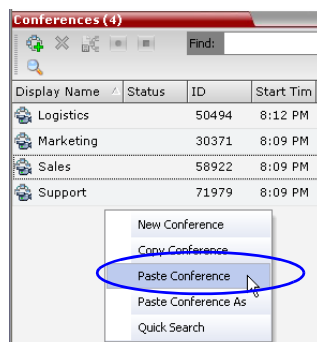 Conferences (4)
Find:
Display Name Status ID Start Tim
Logistics 50494 8:12 PM
Marketing 30371 8:09 PM
Sales 58922 8:09 PM
Support 71979 8:09 PM
New Conference
Copy Conference
Paste Conference
Paste Conference As
Quick Search